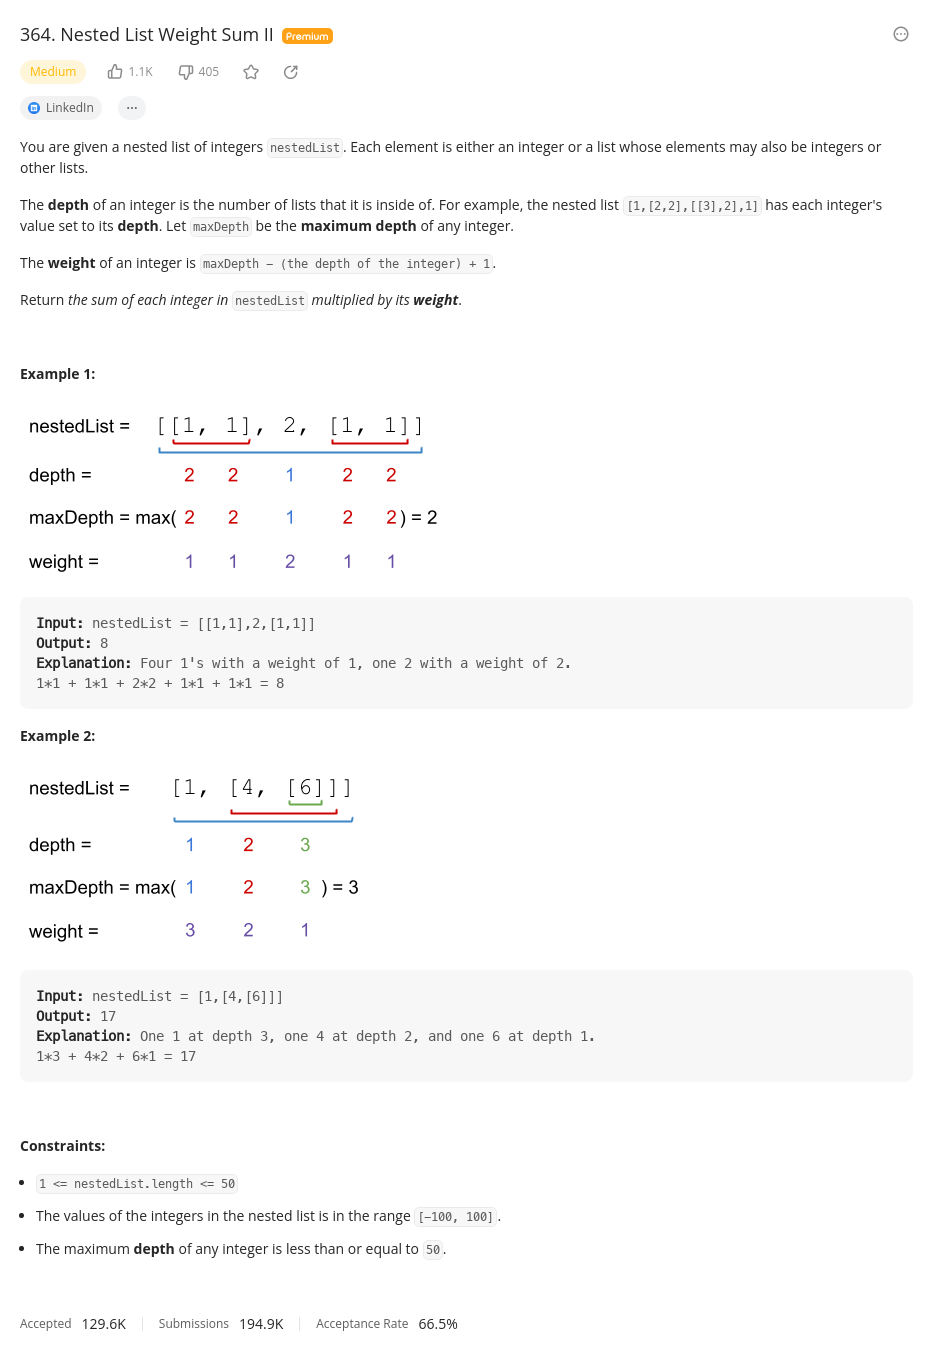 364. Nested List Weight Sum II Premium
Medium 1.1K 405
LinkedIn ...
You are given a nested list of integers nestedList. Each element is either an integer or a list whose elements may also be integers or
other lists.
The depth of an integer is the number of lists that it is inside of. For example, the nested list [1,[2,2],[[3],2],1] has each integer's
value set to its depth. Let maxDepth be the maximum depth of any integer.
The weight of an integer is maxDepth − (the depth of the integer) + 1.
Return the sum of each integer in nestedList multiplied by its weight.
Example 1:
nestedList = [[1, 1], 2, [1, 1]]
depth = 2 2 1 2 2
maxDepth = max( 2 2 1 2 2 ) = 2
weight = 1 1 2 1 1
Input: nestedList = [[1,1],2,[1,1]]
Output: 8
Explanation: Four 1's with a weight of 1, one 2 with a weight of 2.
1*1 + 1*1 + 2*2 + 1*1 + 1*1 = 8
Example 2:
nestedList = [1, [4, [6]]]
depth = 1 2 3
maxDepth = max( 1 2 3 ) = 3
weight = 3 2 1
Input: nestedList = [1,[4,[6]]]
Output: 17
Explanation: One 1 at depth 3, one 4 at depth 2, and one 6 at depth 1.
1*3 + 4*2 + 6*1 = 17
Constraints:
• 1 <= nestedList.length <= 50
• The values of the integers in the nested list is in the range [−100, 100].
• The maximum depth of any integer is less than or equal to 50.
Accepted 129.6K Submissions 194.9K Acceptance Rate 66.5%